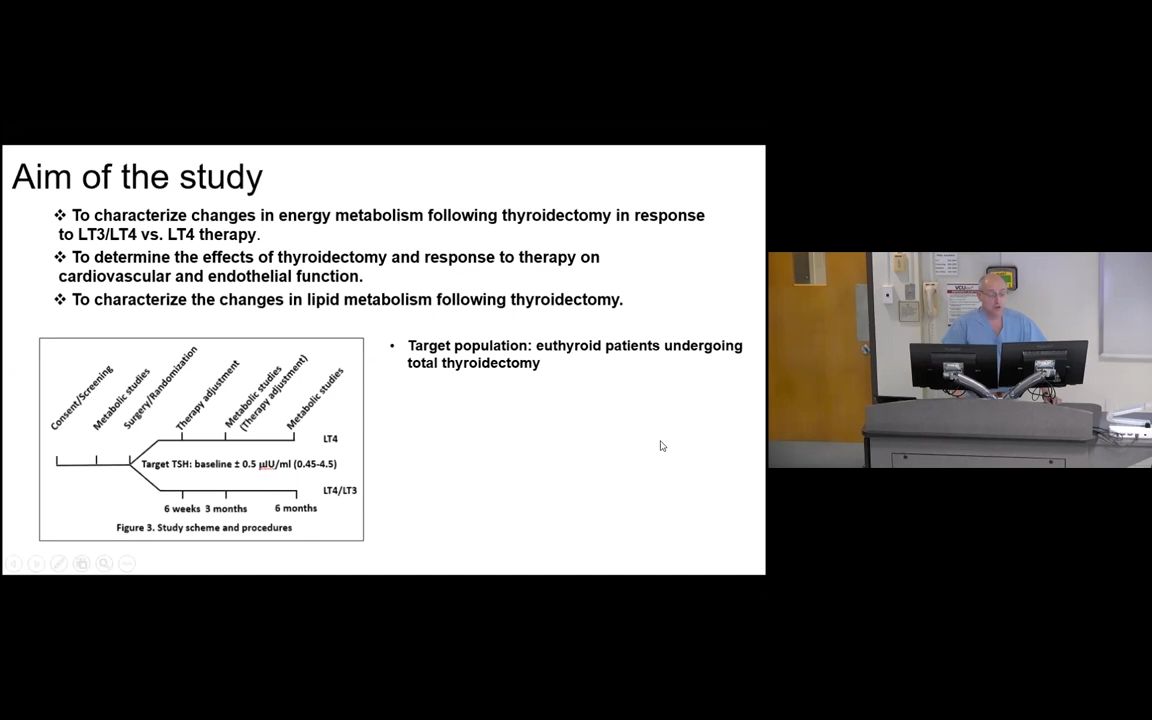 Aim of the study
❖ To characterize changes in energy metabolism following thyroidectomy in response
to LT3/LT4 vs. LT4 therapy.
❖ To determine the effects of thyroidectomy and response to therapy on
cardiovascular and endothelial function.
❖ To characterize the changes in lipid metabolism following thyroidectomy.
Consent/Screening
Metabolic studies
Surgery/Randomization
Therapy adjustment
Metabolic studies
(Therapy adjustment)
Metabolic studies
LT4
Target TSH: baseline ± 0.5 µIU/ml (0.45-4.5)
LT4/LT3
6 weeks 3 months 6 months
Figure 3. Study scheme and procedures
• Target population: euthyroid patients undergoing
total thyroidectomy
VCU